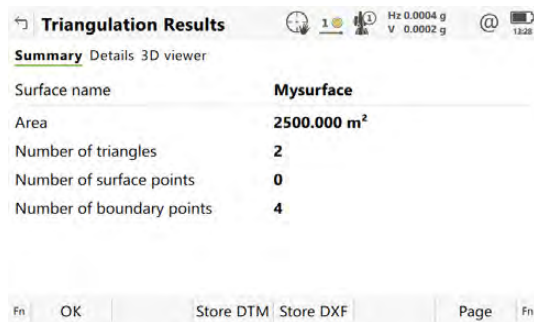 Triangulation Results 1 1 Hz 0.0004 g
V 0.0002 g @ 13:28
Summary Details 3D viewer
Surface name Mysurface
Area 2500.000 m²
Number of triangles 2
Number of surface points 0
Number of boundary points 4
Fn OK Store DTM Store DXF Page Fn